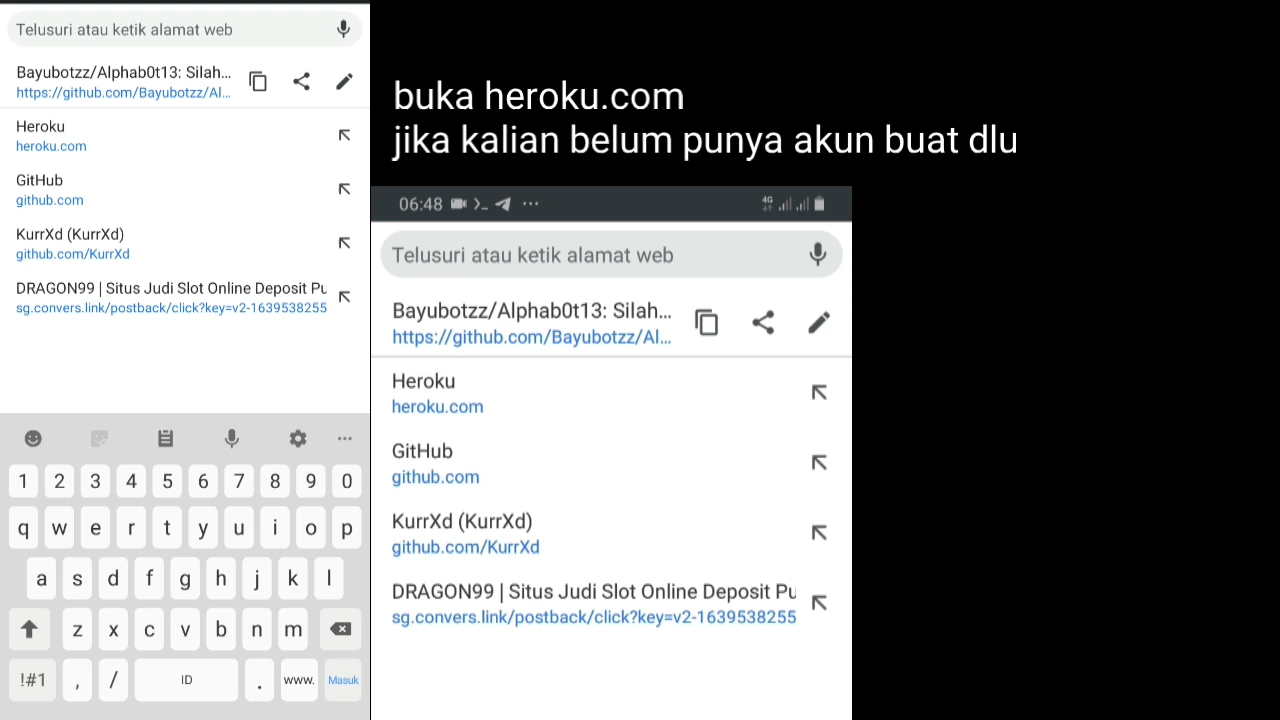 Telusuri atau ketik alamat web
Bayubotzz/Alphab0t13: Silah...
https://github.com/Bayubotzz/Al...
Heroku
heroku.com
GitHub
github.com
KurrXd (KurrXd)
github.com/KurrXd
DRAGON99 | Situs Judi Slot Online Deposit Pu
sg.convers.link/postback/click?key=v2-1639538255
1 2 3 4 5 6 7 8 9 0
q w e r t y u i o p
a s d f g h j k l
z x c v b n m
!#1 , / ID . www. Masuk
buka heroku.com
jika kalian belum punya akun buat dlu
06:48 4G
Telusuri atau ketik alamat web
Bayubotzz/Alphab0t13: Silah...
https://github.com/Bayubotzz/Al...
Heroku
heroku.com
GitHub
github.com
KurrXd (KurrXd)
github.com/KurrXd
DRAGON99 | Situs Judi Slot Online Deposit Pu
sg.convers.link/postback/click?key=v2-1639538255